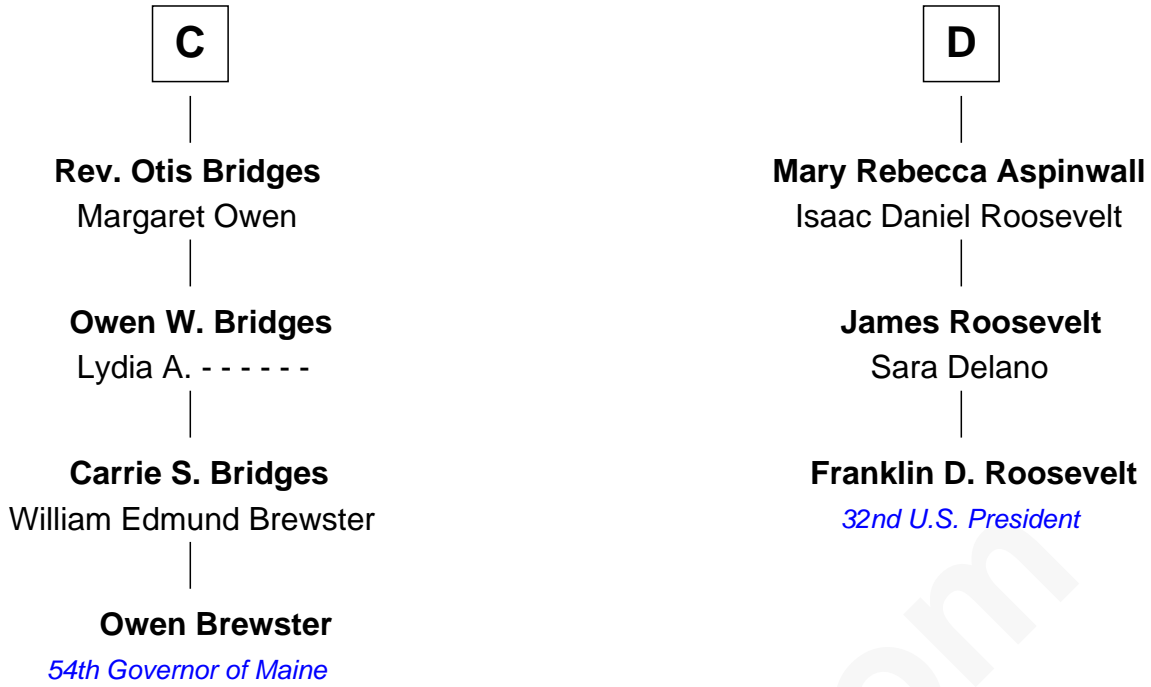 C
Rev. Otis Bridges
Margaret Owen
Owen W. Bridges
Lydia A. - - - - - -
Carrie S. Bridges
William Edmund Brewster
Owen Brewster
54th Governor of Maine
D
Mary Rebecca Aspinwall
Isaac Daniel Roosevelt
James Roosevelt
Sara Delano
Franklin D. Roosevelt
32nd U.S. President
om